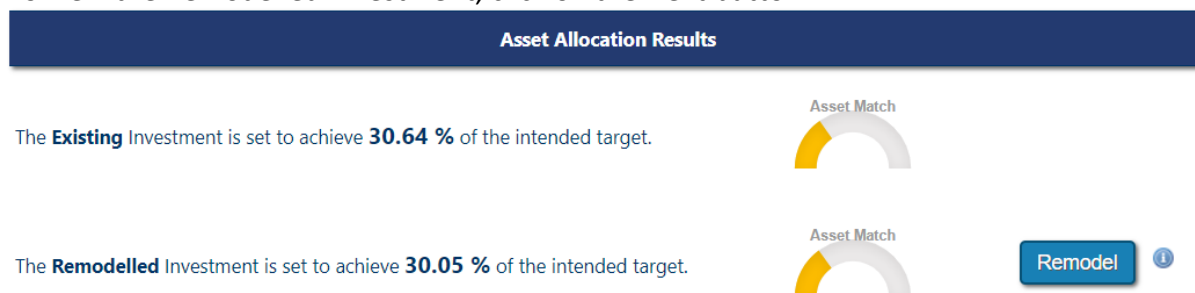 Asset Allocation Results
Asset Match
The Existing Investment is set to achieve 30.64 % of the intended target.
Asset Match
The Remodelled Investment is set to achieve 30.05 % of the intended target.
Remodel
i